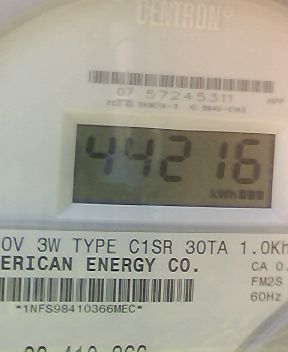 CENTRON®
07 57245311
44216
kWh
0V 3W TYPE C1SR 30TA 1.0Kh
ERICAN ENERGY CO.
CA 0.
FM2S
60Hz
*1NFS98410366MEC*